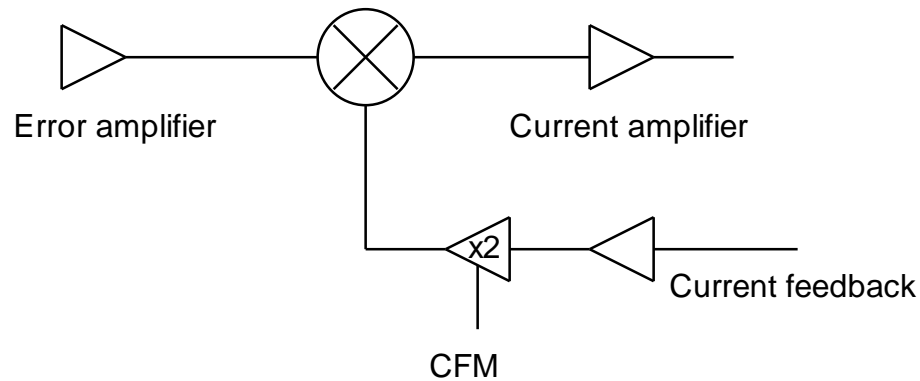 Error amplifier
Current amplifier
x2
Current feedback
CFM